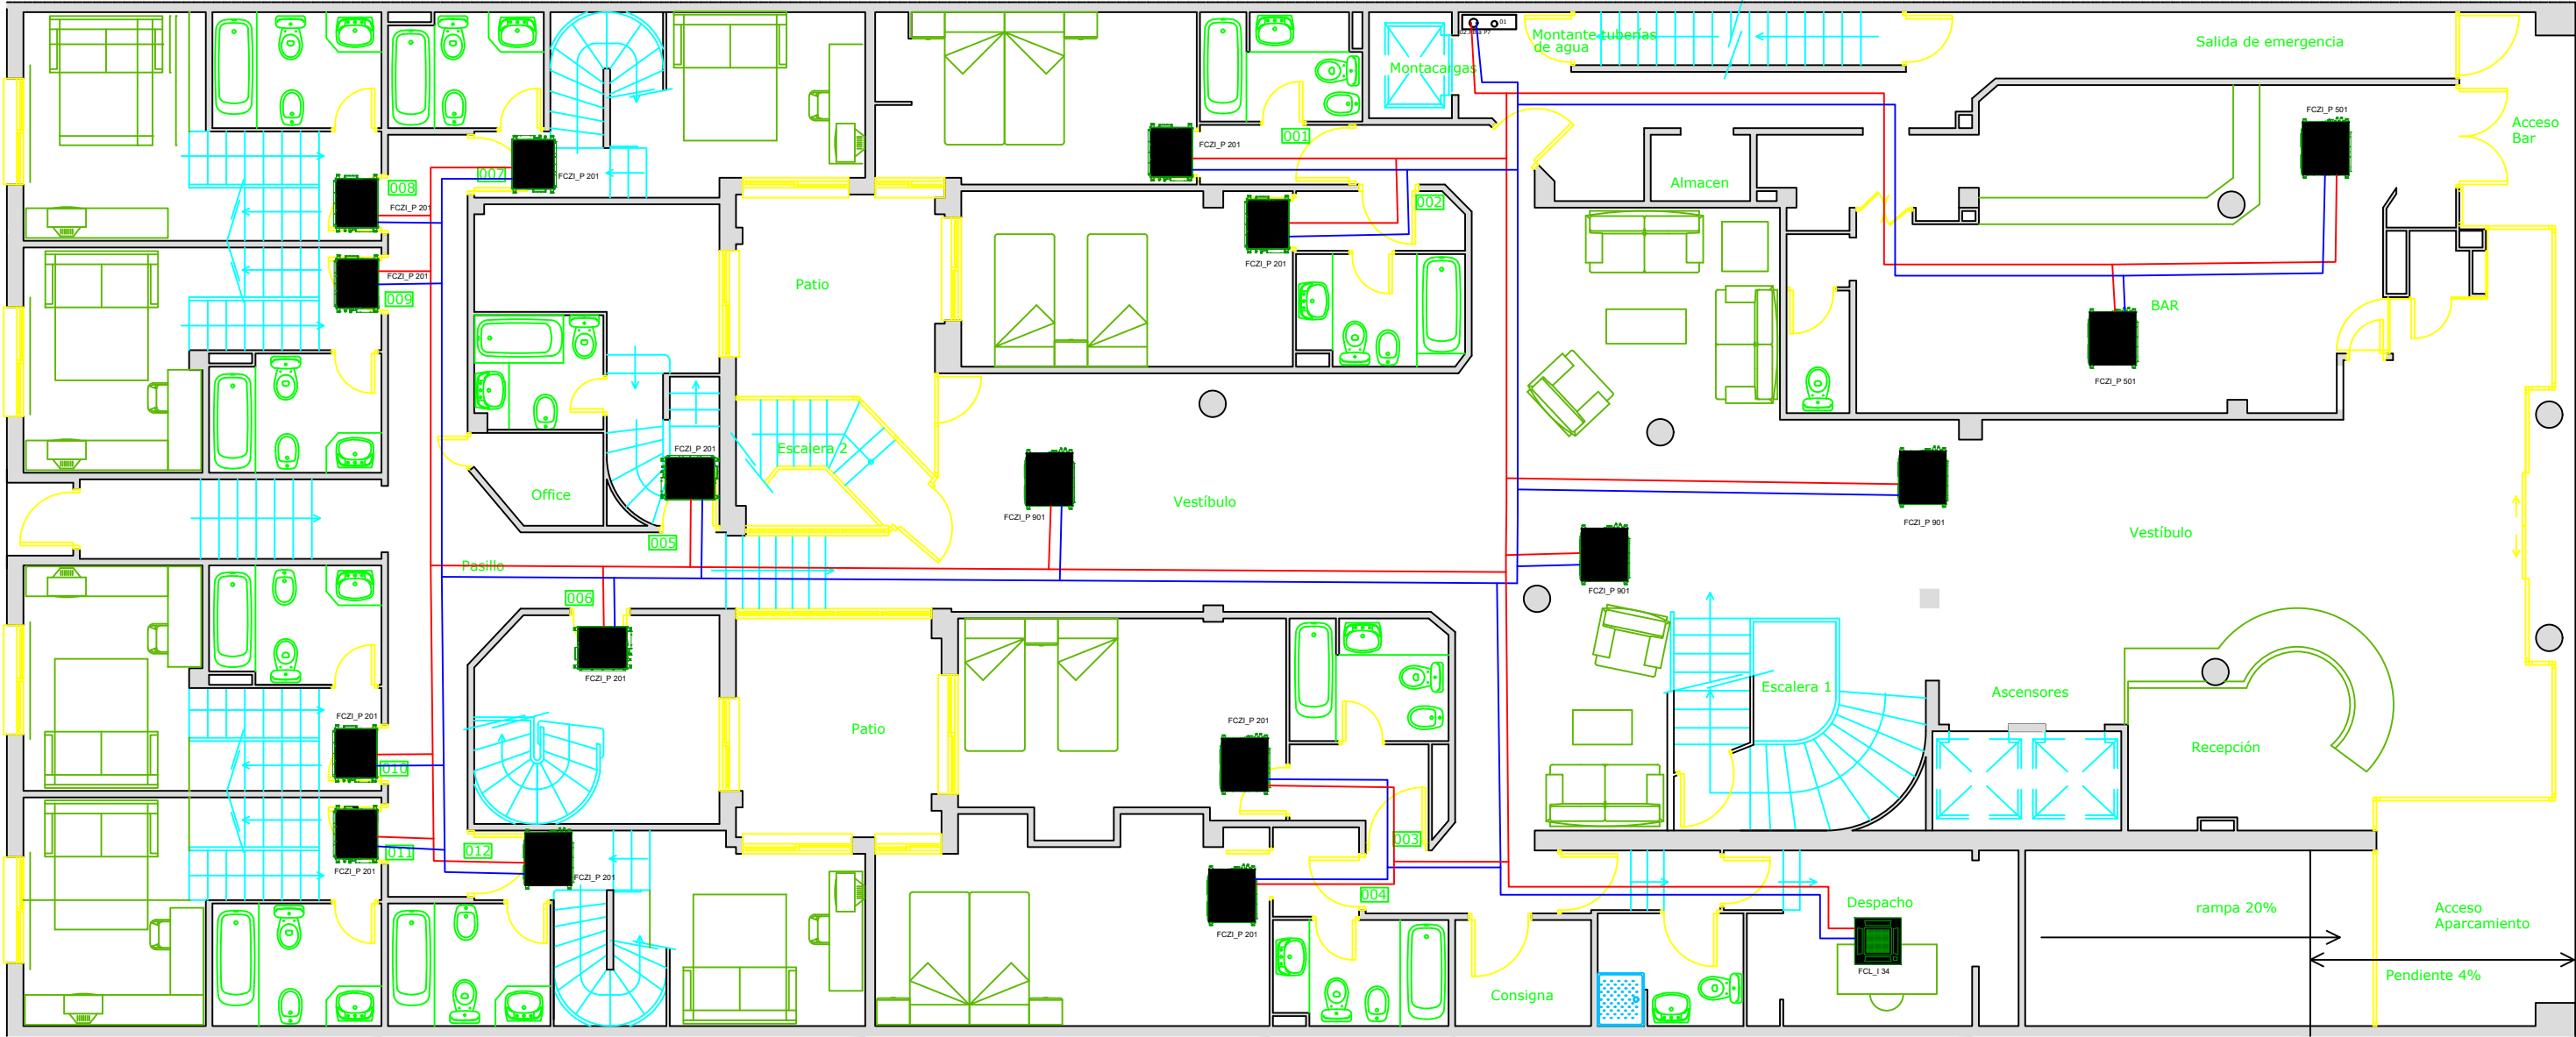 01
Montante tuberías
de agua
Salida de emergencia
Montacargas
FCZI_P 501
Acceso
Bar
001
FCZI_P 201
007
FCZI_P 201
008
FCZI_P 201
Almacen
002
FCZI_P 201
FCZI_P 201
009
Patio
BAR
FCZI_P 501
FCZI_P 201
Escalera 2
Office
Vestíbulo
FCZI_P 901
FCZI_P 901
Vestíbulo
005
Pasillo
006
FCZI_P 901
FCZI_P 201
Escalera 1
Ascensores
FCZI_P 201
FCZI_P 201
Patio
Recepción
010
003
011
012
FCZI_P 201
FCZI_P 201
004
Despacho
rampa 20%
Acceso
Aparcamiento
FCZI_P 201
FCL_I 34
Pendiente 4%
Consigna